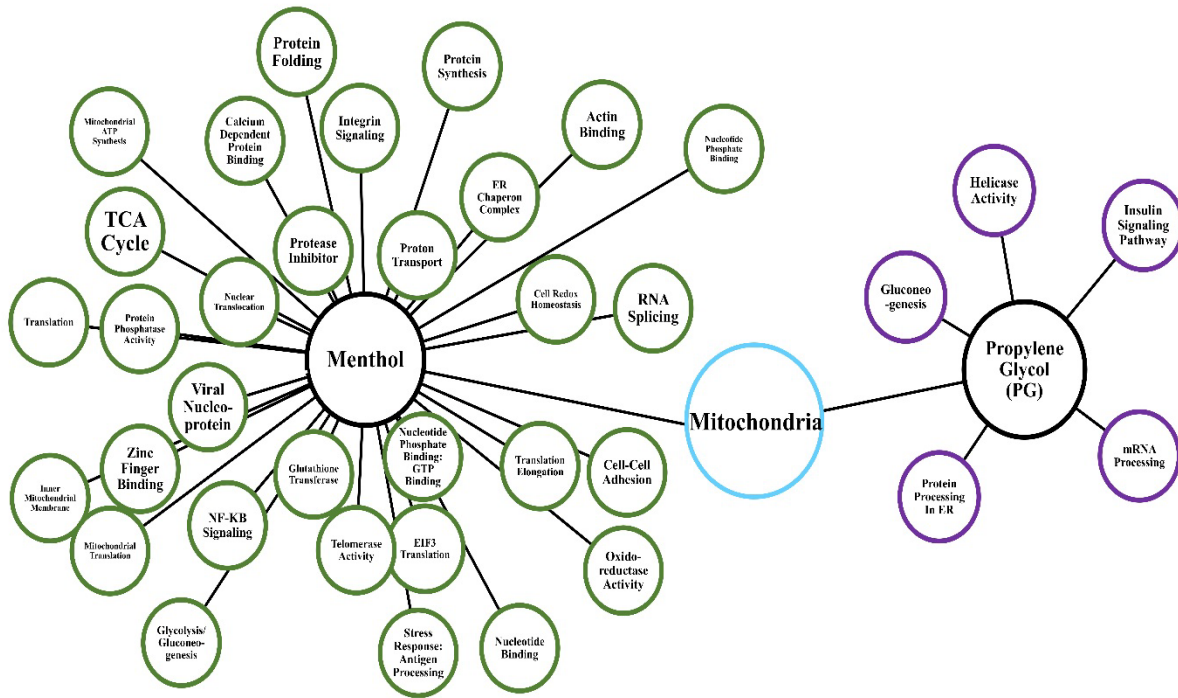 Protein
Folding
Protein
Synthesis
Mitochondrial
ATP
Synthesis
Calcium
Dependent
Protein
Binding
Integrin
Signaling
Actin
Binding
Nucleotide
Phosphate
Binding
ER
Chaperon
Complex
TCA
Cycle
Protease
Inhibitor
Proton
Transport
Nuclear
Translocation
Cell Redox
Homeostasis
RNA
Splicing
Translation
Protein
Phosphatase
Activity
Menthol
Viral
Nucleo-
protein
Mitochondria
Zinc
Finger
Binding
Inner
Mitochondrial
Membrane
Mitochondrial
Translation
NF-KB
Signaling
Glutathione
Transferase
Nucleotide
Phosphate
Binding:
GTP
Binding
Translation
Elongation
Cell-Cell
Adhesion
Telomerase
Activity
EIF3
Translation
Oxido-
reductase
Activity
Glycolysis/
Gluconeo-
genesis
Stress
Response:
Antigen
Processing
Nucleotide
Binding
Helicase
Activity
Insulin
Signaling
Pathway
Gluconeo
-genesis
Propylene
Glycol
(PG)
mRNA
Processing
Protein
Processing
In ER